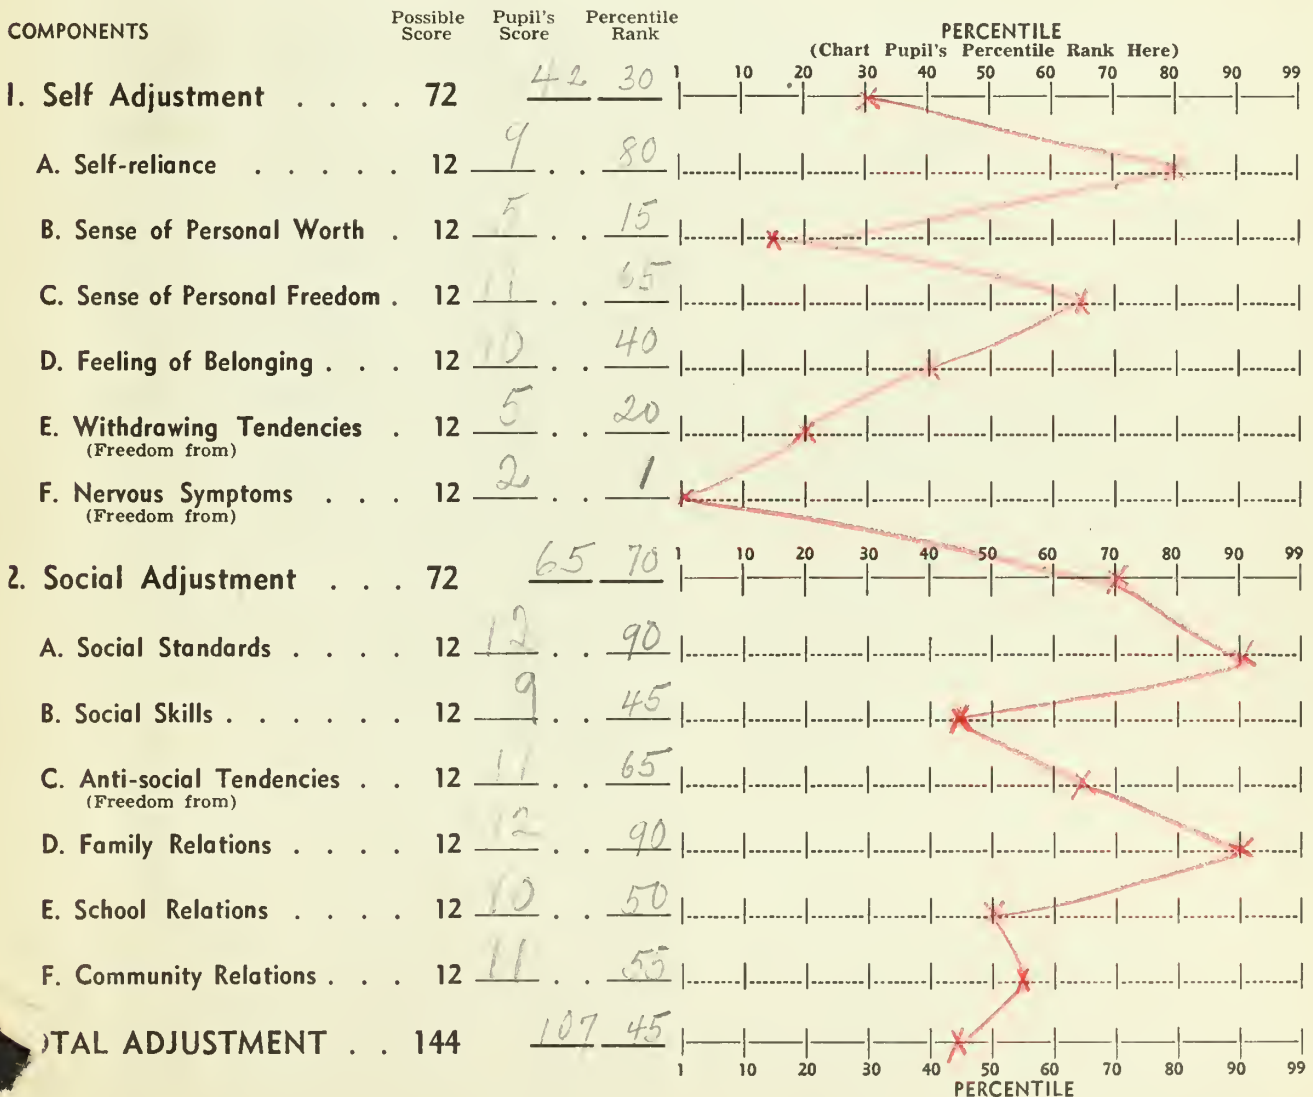 COMPONENTS Possible Score Pupil's Score Percentile Rank PERCENTILE
(Chart Pupil's Percentile Rank Here)
1 10 20 30 40 50 60 70 80 90 99
1. Self Adjustment . . . . 72 42 30
A. Self-reliance . . . . . 12 9 . . 80
B. Sense of Personal Worth . 12 5 . . 15
C. Sense of Personal Freedom . 12 11 . . 65
D. Feeling of Belonging . . . 12 10 . . 40
E. Withdrawing Tendencies . 12 5 . . 20
(Freedom from)
F. Nervous Symptoms . . . 12 2 . . 1
(Freedom from)
1 10 20 30 40 50 60 70 80 90 99
2. Social Adjustment . . . 72 65 70
A. Social Standards . . . . 12 12 . . 90
B. Social Skills . . . . . . 12 9 . . 45
C. Anti-social Tendencies . . 12 11 . . 65
(Freedom from)
D. Family Relations . . . . 12 12 . . 90
E. School Relations . . . . 12 10 . . 50
F. Community Relations . . . 12 11 . . 55
OTAL ADJUSTMENT . . 144 107 45
1 10 20 30 40 50 60 70 80 90 99
PERCENTILE